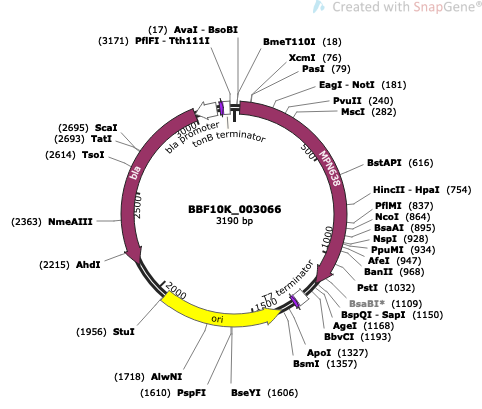 Created with SnapGene®
(17) AvaI - BsoBI
(3171) PflFI - Tth111I
BmeT110I (18)
XcmI (76)
PasI (79)
EagI - NotI (181)
PvuII (240)
MscI (282)
BstAPI (616)
HincII - HpaI (754)
PflMI (837)
NcoI (864)
BsaAI (895)
NspI (928)
PpuMI (934)
AfeI (947)
BanII (968)
PstI (1032)
BsaBI* (1109)
BspQI - SapI (1150)
AgeI (1168)
BbvCI (1193)
ApoI (1327)
BsmI (1357)
BseYI (1606)
(1610) PspFI
(1718) AlwNI
(1956) StuI
(2215) AhdI
(2363) NmeAIII
(2614) TsoI
(2693) TatI
(2695) ScaI
bla promoter
tonB terminator
MPN638
T7 terminator
ori
bla
500
1000
1500
2000
2500
3000
BBF10K_003066
3190 bp